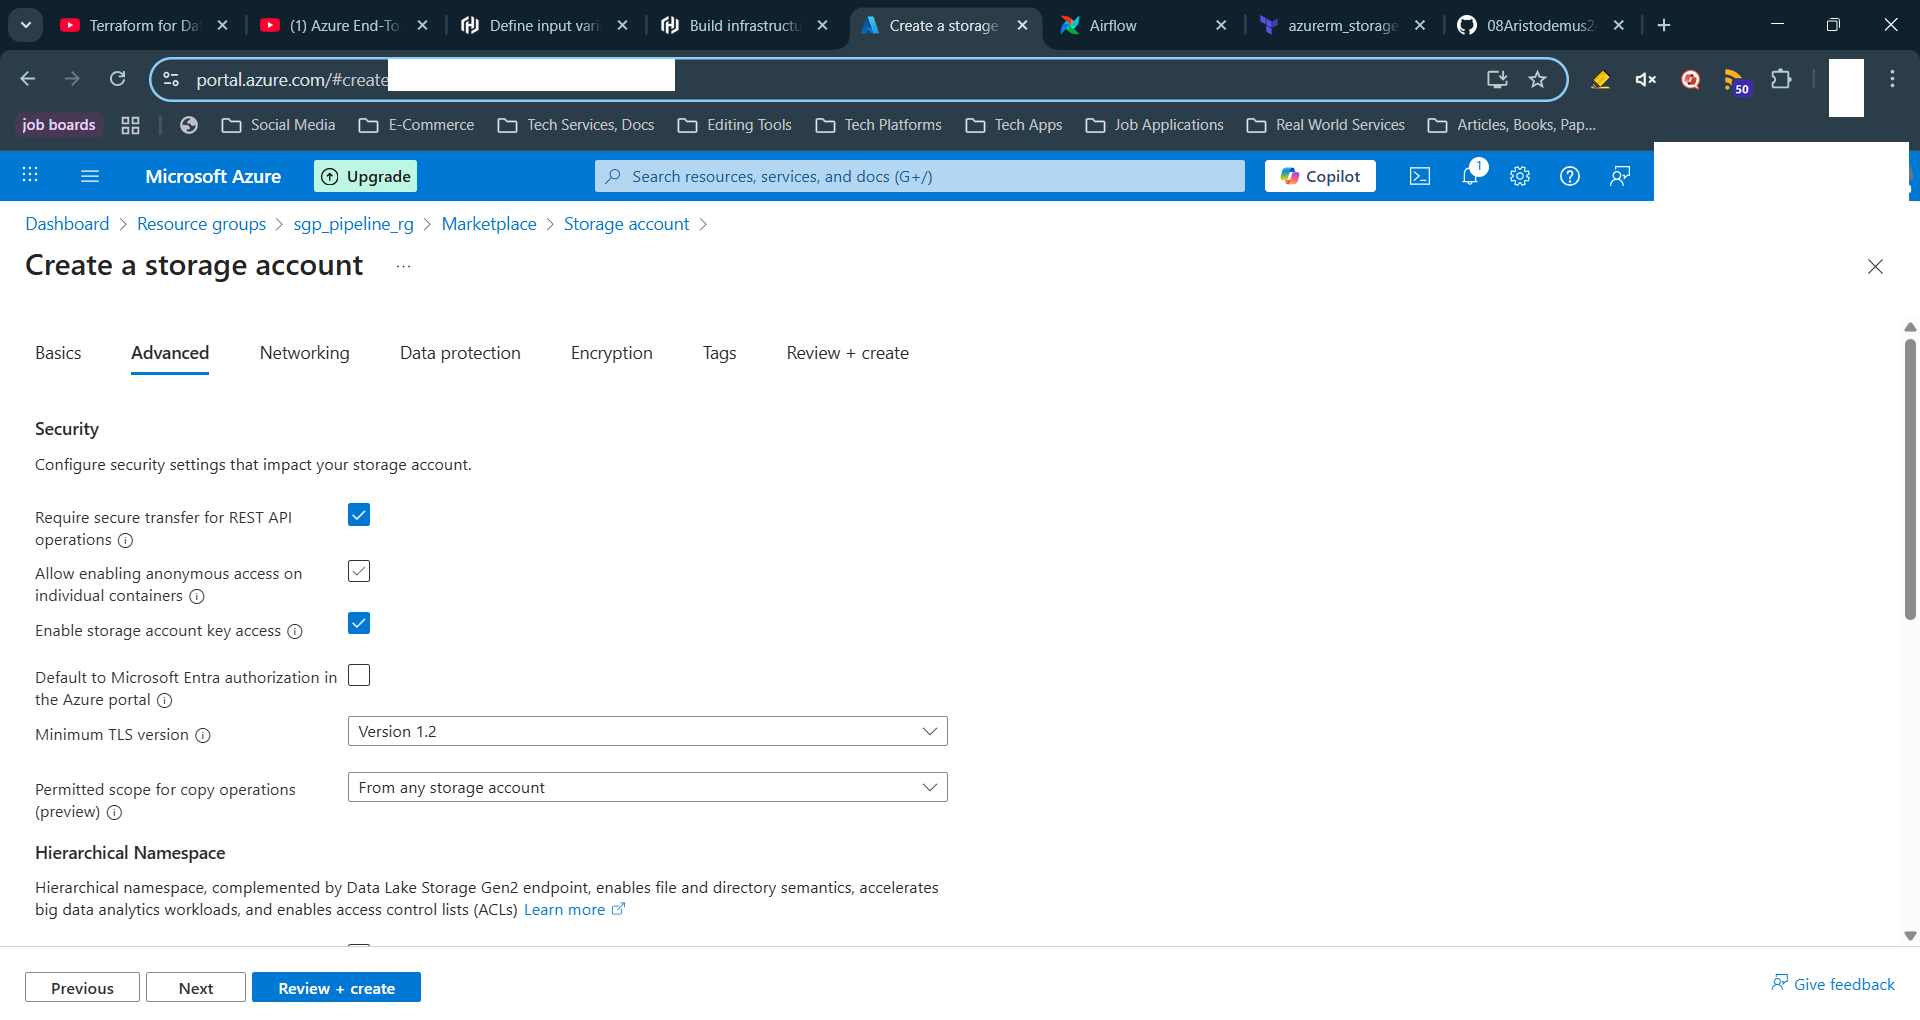 Terraform for Da
(1) Azure End-To
Define input vari
Build infrastructu
Create a storage
Airflow
azurerm_storage
08Aristodemus2
portal.azure.com/#create
50
job boards
Social Media
E-Commerce
Tech Services, Docs
Editing Tools
Tech Platforms
Tech Apps
Job Applications
Real World Services
Articles, Books, Pap...
Microsoft Azure
Upgrade
Search resources, services, and docs (G+/)
Copilot
1
Dashboard > Resource groups > sgp_pipeline_rg > Marketplace > Storage account >
Create a storage account ...
Basics
Advanced
Networking
Data protection
Encryption
Tags
Review + create
Security
Configure security settings that impact your storage account.
Require secure transfer for REST API
operations
Allow enabling anonymous access on
individual containers
Enable storage account key access
Default to Microsoft Entra authorization in
the Azure portal
Minimum TLS version
Version 1.2
Permitted scope for copy operations
(preview)
From any storage account
Hierarchical Namespace
Hierarchical namespace, complemented by Data Lake Storage Gen2 endpoint, enables file and directory semantics, accelerates
big data analytics workloads, and enables access control lists (ACLs) Learn more
Previous
Next
Review + create
Give feedback